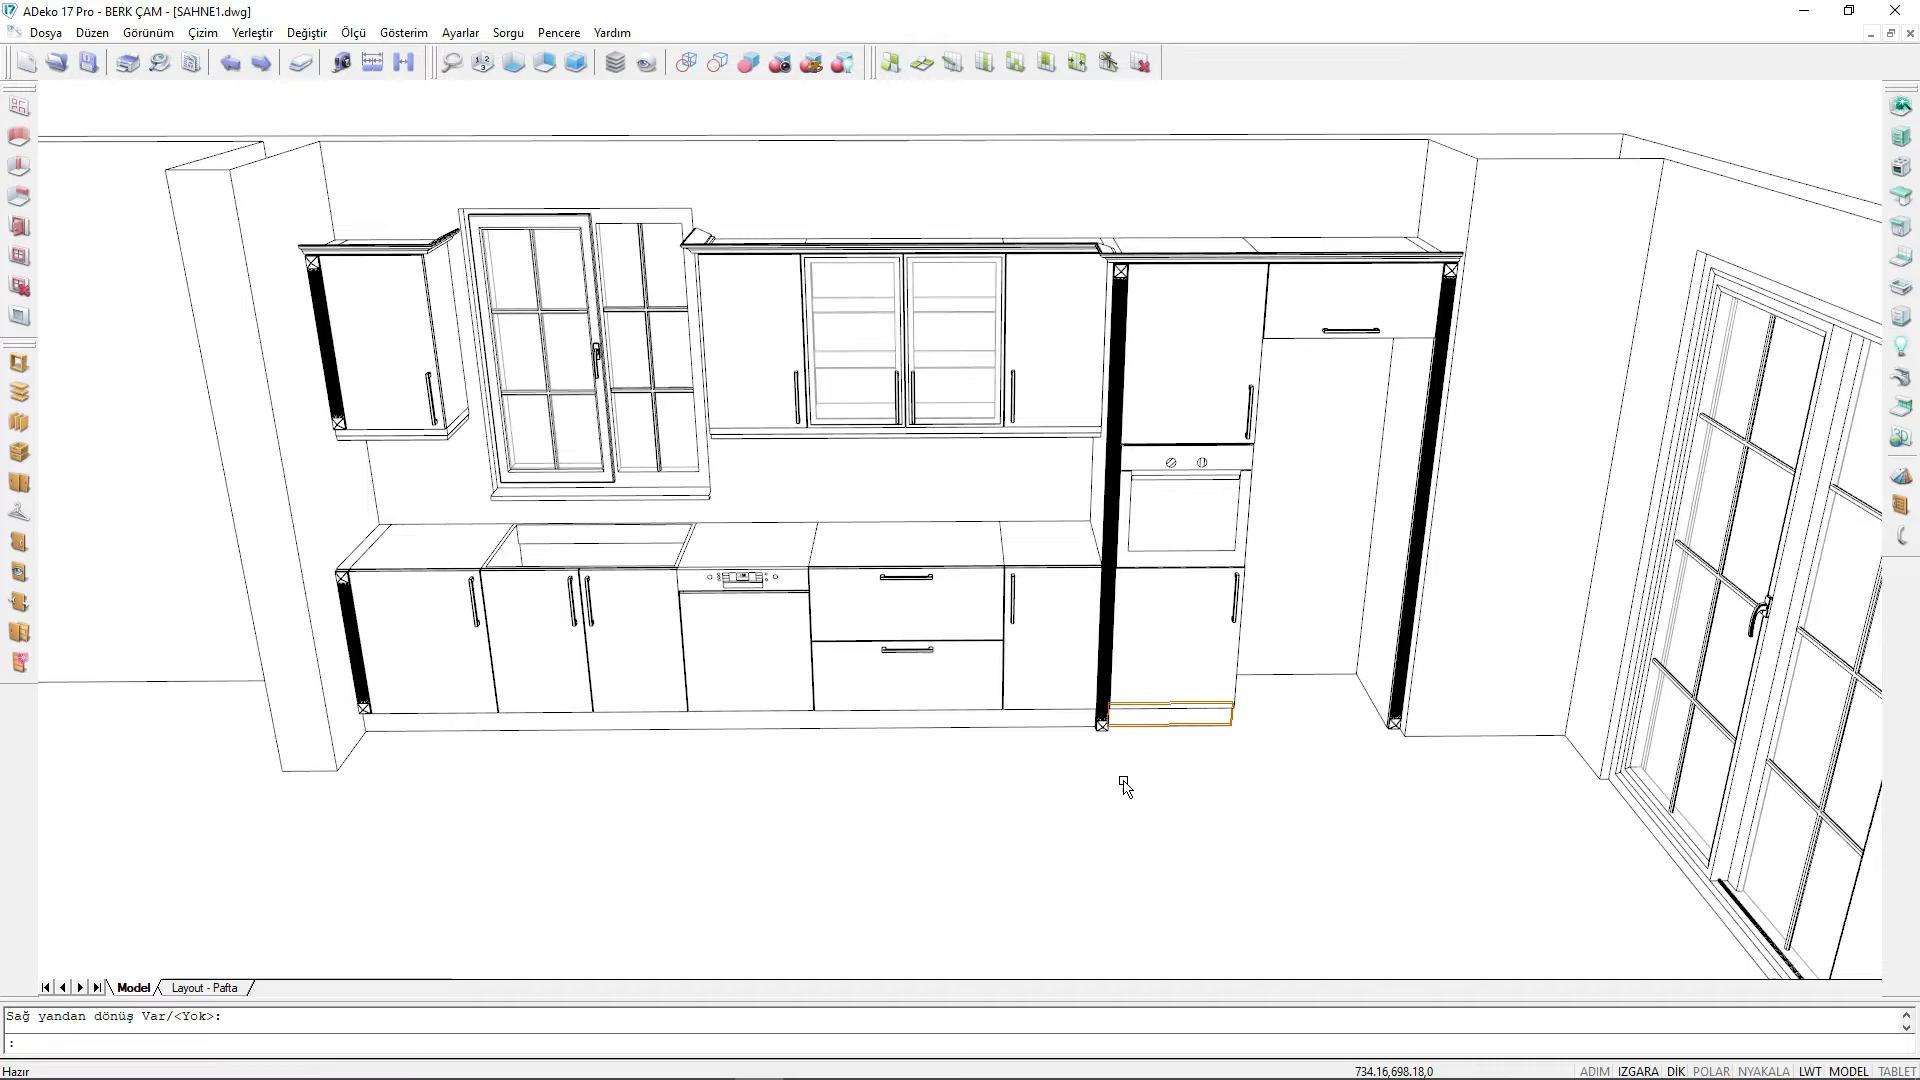 ADeko 17 Pro - BERK ÇAM - [SAHNE1.dwg]
Dosya Düzen Görünüm Çizim Yerleştir Değiştir Ölçü Gösterim Ayarlar Sorgu Pencere Yardım
Model Layout - Pafta
Sağ yandan dönüş Var/<Yok>:
:
Hazır 734.16,698.18,0 ADIM IZGARA DİK POLAR NYAKALA LWT MODEL TABLET